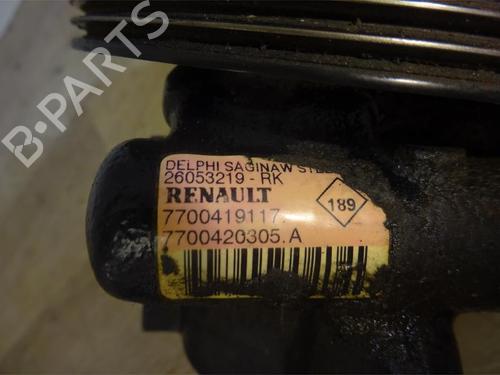 B-PARTS
DELPHI SAGINAW
26053219 - RK
RENAULT
189
7700419117.
7700420305.A